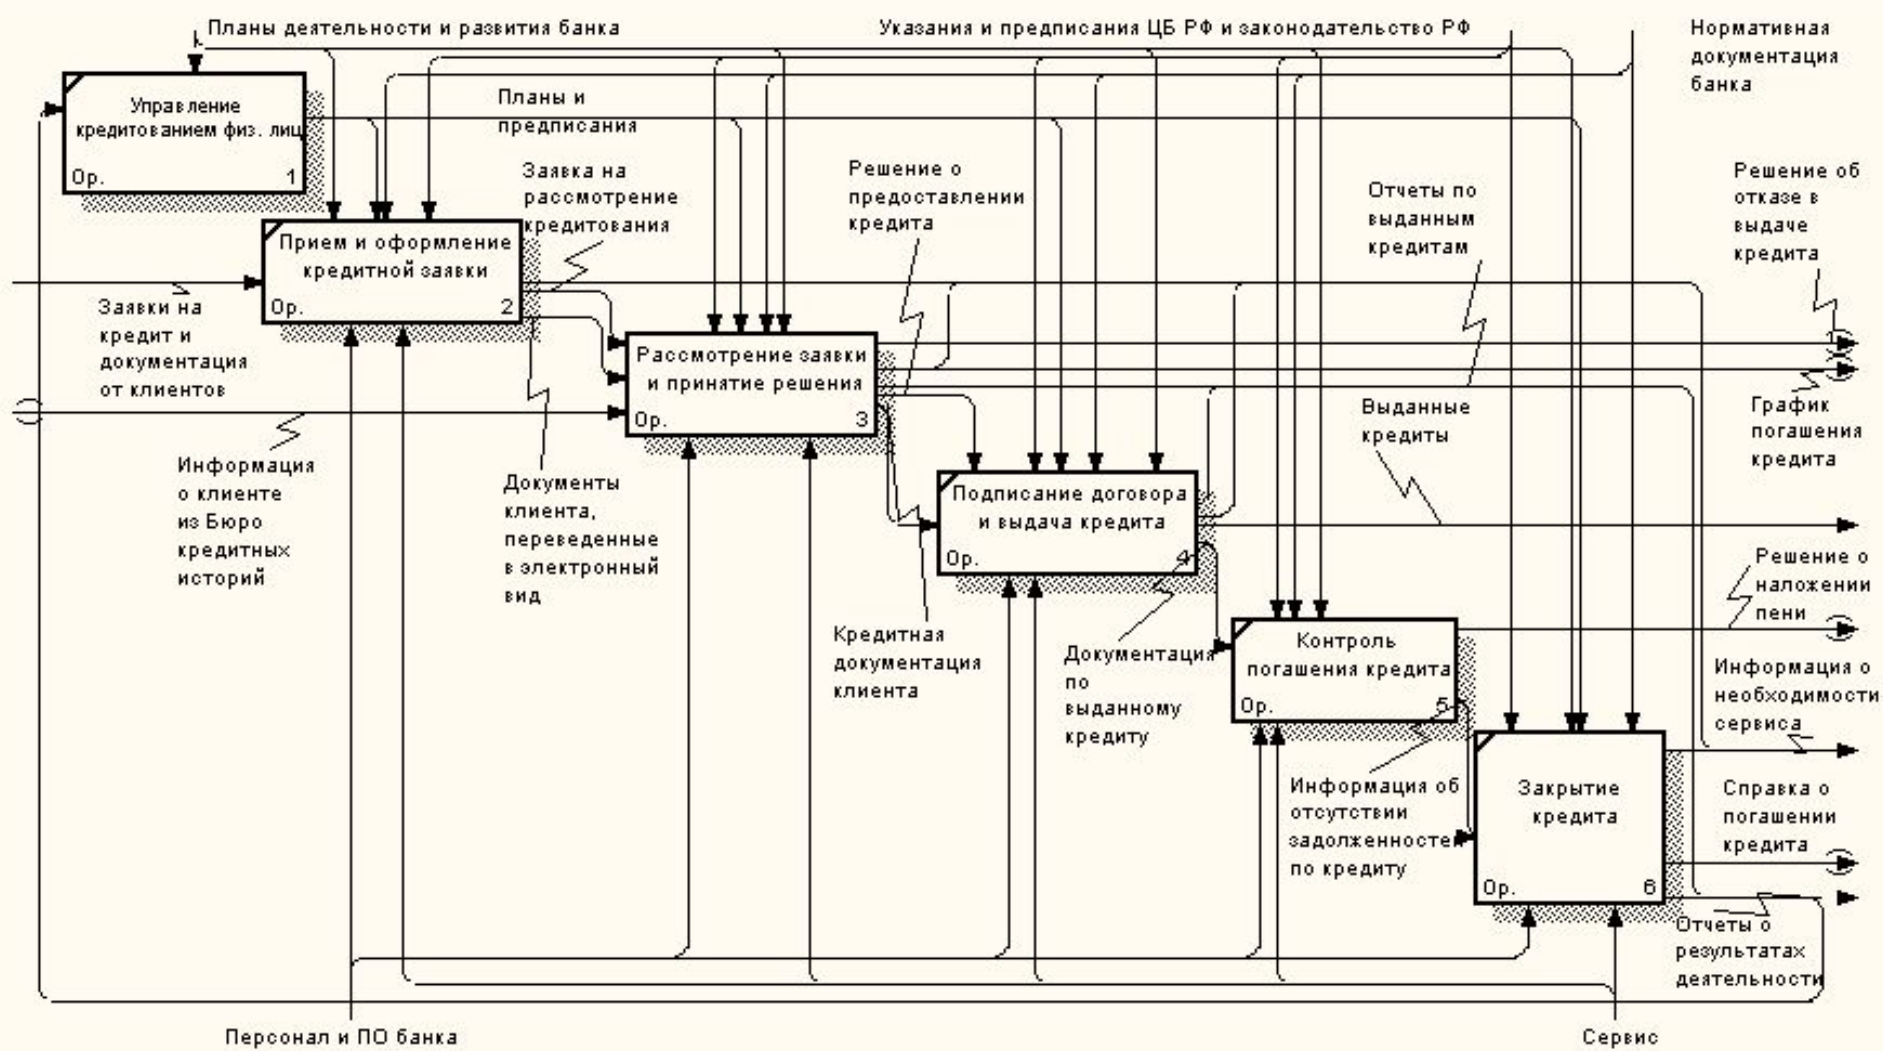 Планы деятельности и развития банка
Указания и предписания ЦБ РФ и законодательство РФ
Нормативная
документация
банка
Управление
кредитованием физ. лиц
Ор.
1
Планы и
предписания
Заявка на
рассмотрение
кредитования
Решение о
предоставлении
кредита
Отчеты по
выданным
кредитам
Решение об
отказе в
выдаче
кредита
Прием и оформление
кредитной заявки
Ор.
2
Заявки на
кредит и
документация
от клиентов
Рассмотрение заявки
и принятие решения
Ор.
3
Выданные
кредиты
График
погашения
кредита
Информация
о клиенте
из Бюро
кредитных
историй
Документы
клиента,
переведенные
в электронный
вид
Подписание договора
и выдача кредита
Ор.
4
Решение о
наложении
пени
Кредитная
документация
клиента
Документация
по
выданному
кредиту
Контроль
погашения кредита
Ор.
5
Информация о
необходимости
сервиса
Информация об
отсутствии
задолженностей
по кредиту
Закрытие
кредита
Ор.
6
Справка о
погашении
кредита
Отчеты о
результатах
деятельности
Персонал и ПО банка
Сервис